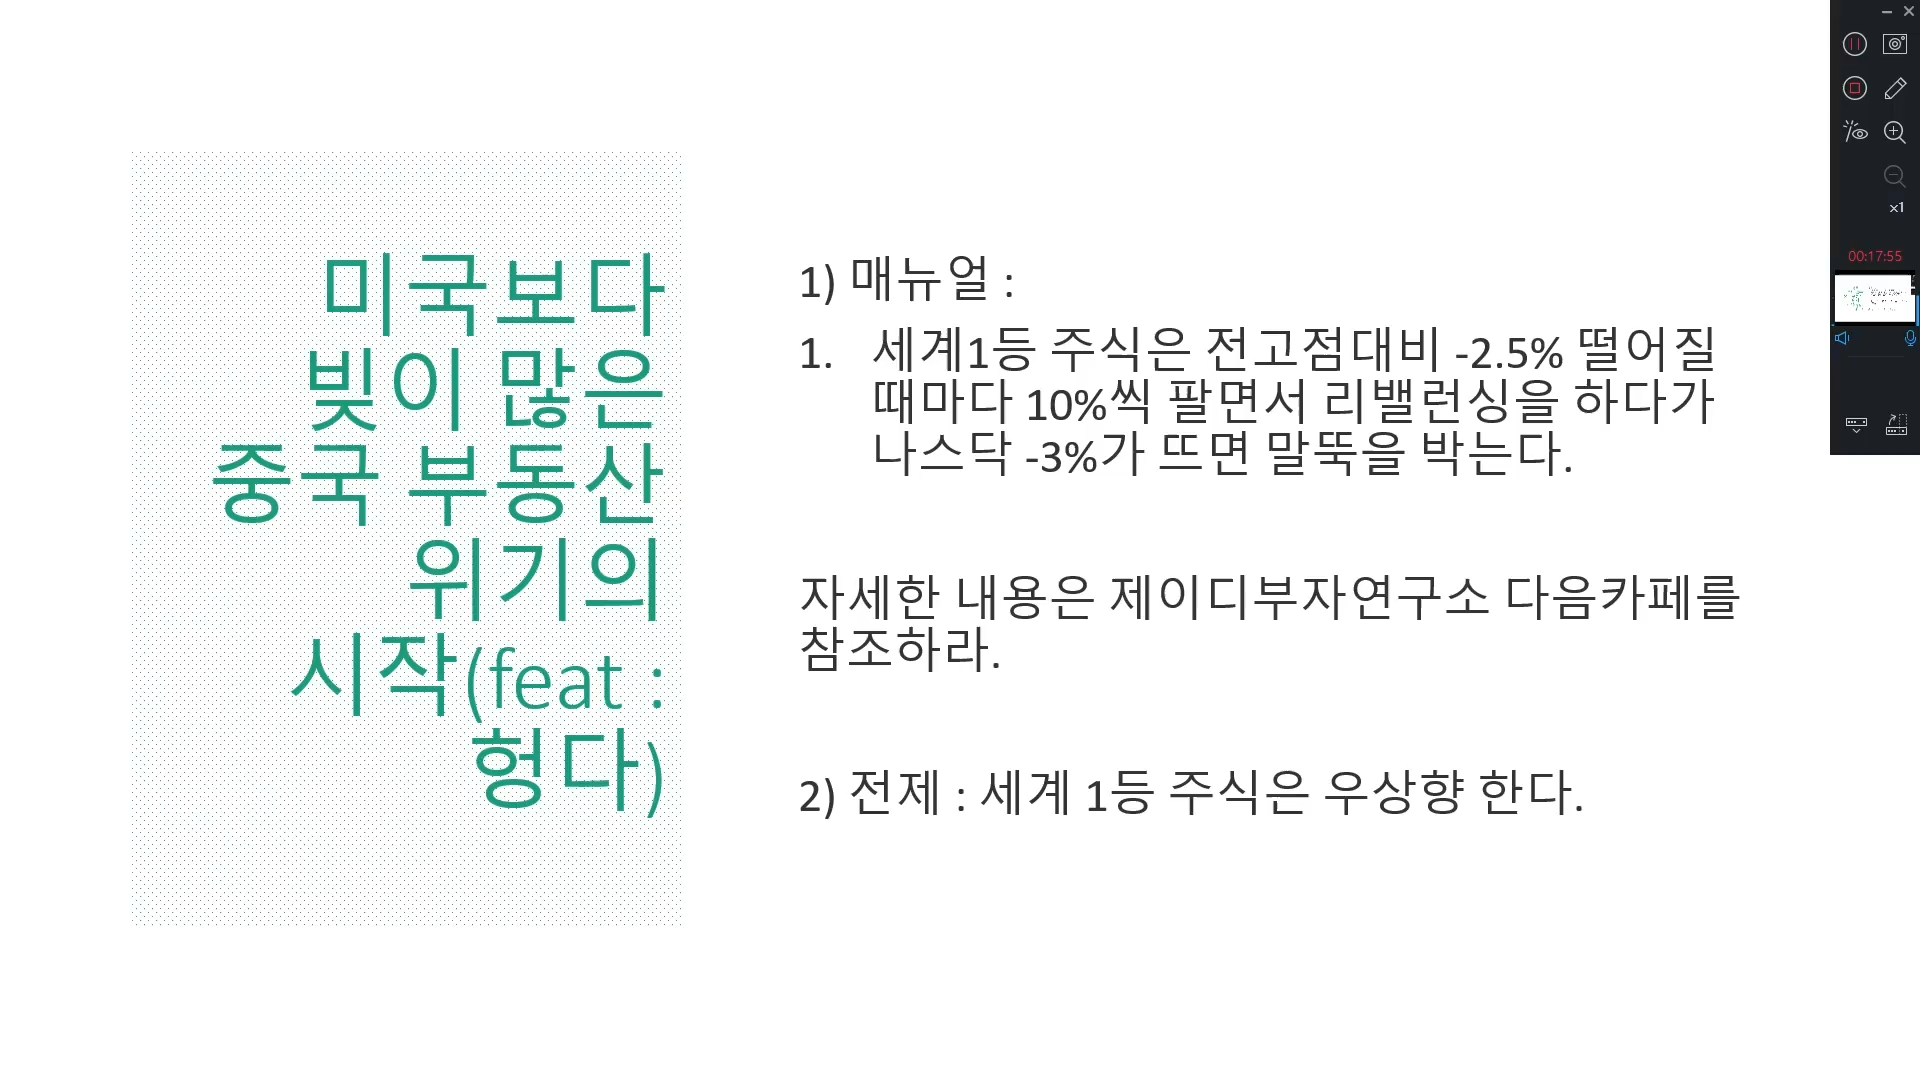 미국보다
빚이 많은
중국 부동산
위기의
시작(feat :
헝다)
1) 매뉴얼 :
1. 세계1등 주식은 전고점대비 -2.5% 떨어질
때마다 10%씩 팔면서 리밸런싱을 하다가
나스닥 -3%가 뜨면 말뚝을 박는다.
자세한 내용은 제이디부자연구소 다음카페를
참조하라.
2) 전제 : 세계 1등 주식은 우상향 한다.
x1
00:17:55